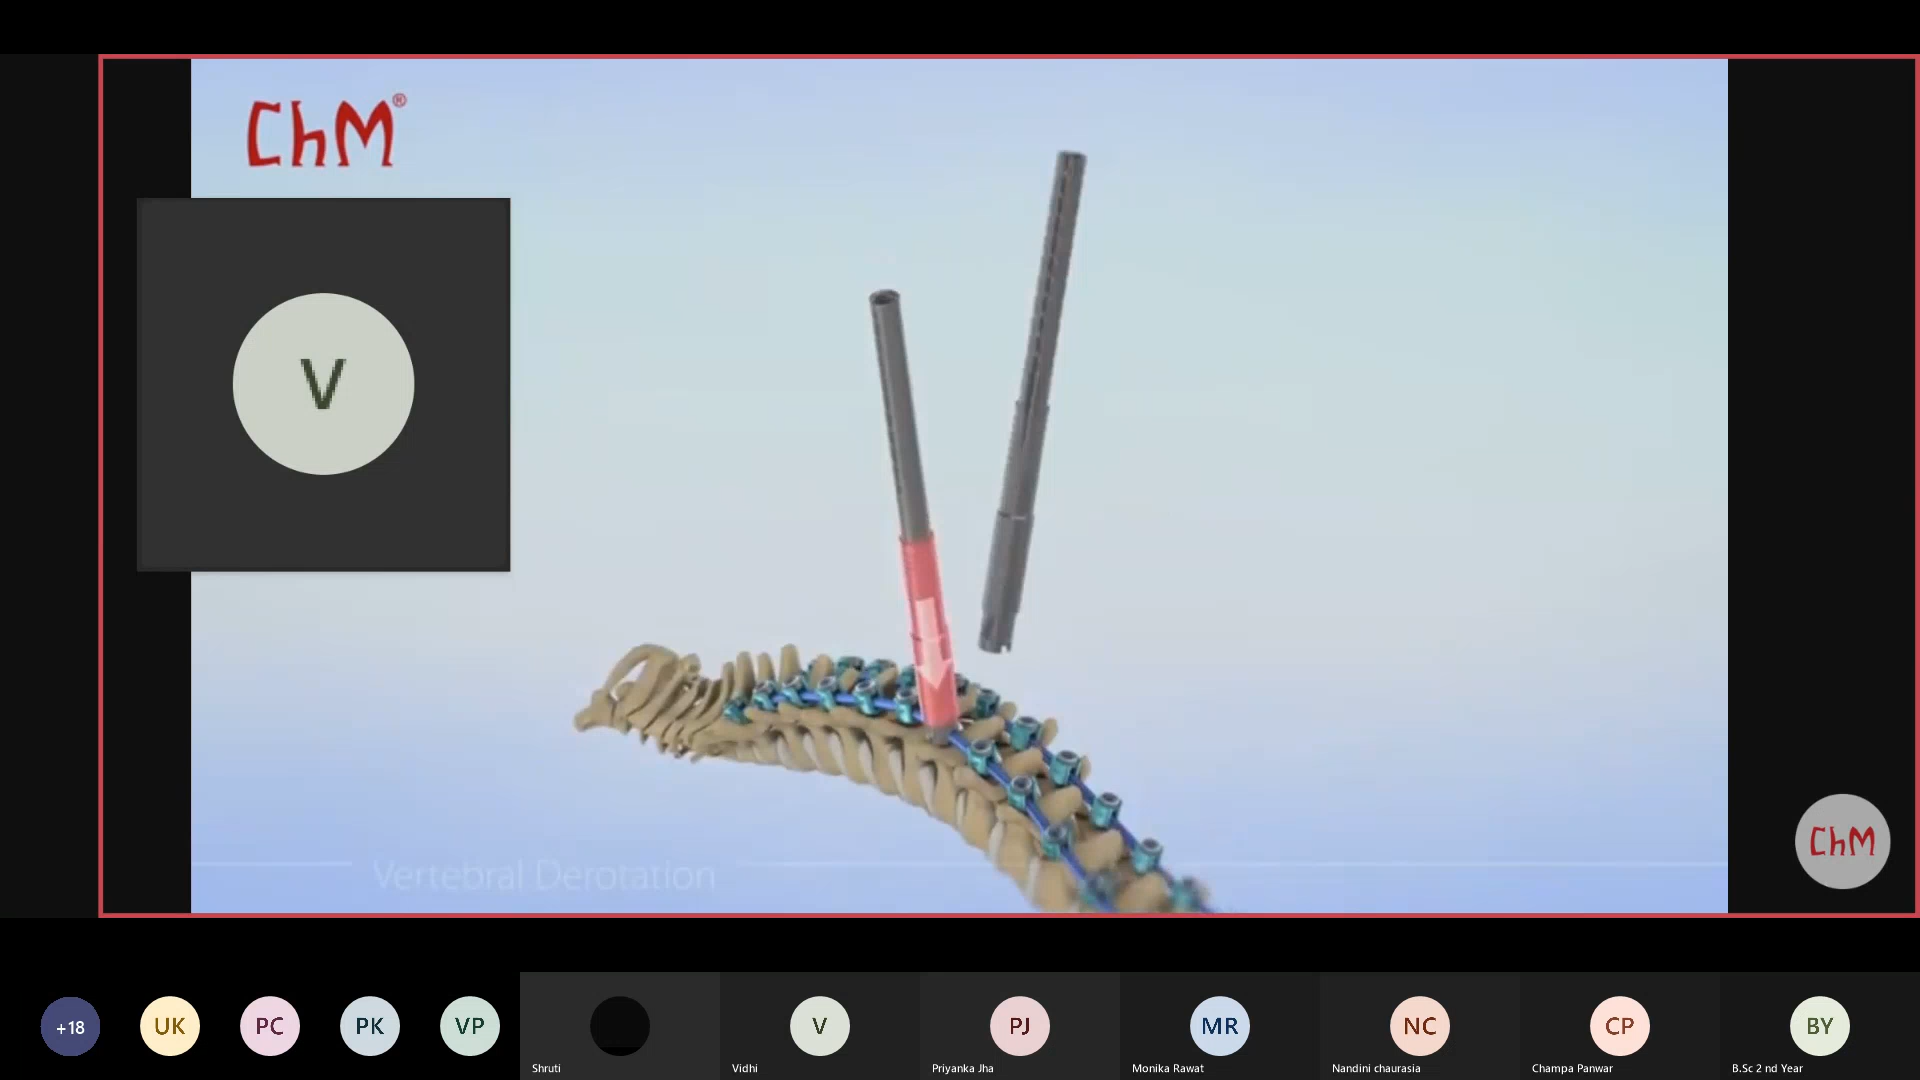 ChM®
V
Vertebral Derotation
ChM
+18
UK
PC
PK
VP
V
PJ
MR
NC
CP
BY
Shruti
Vidhi
Priyanka Jha
Monika Rawat
Nandini chaurasia
Champa Panwar
B.Sc 2 nd Year